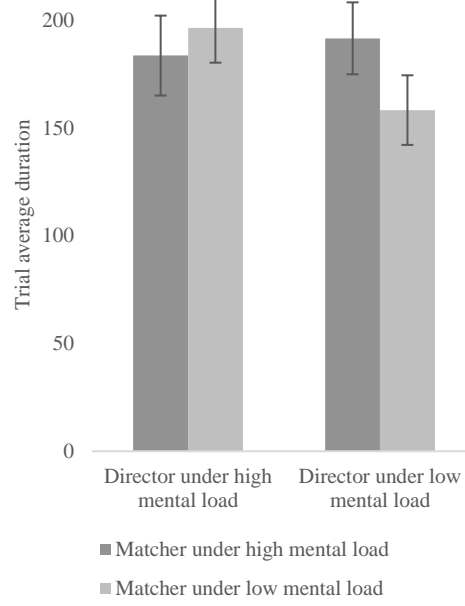 200
150
100
50
0
Trial average duration
Director under high
mental load
Director under low
mental load
Matcher under high mental load
Matcher under low mental load